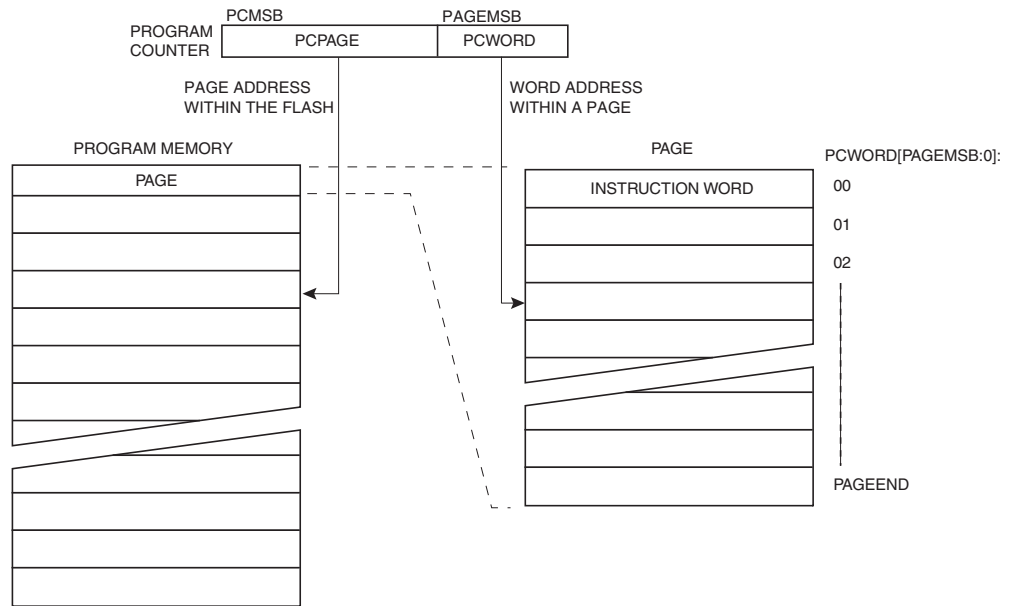 PCMSB
PAGEMSB
PROGRAM
COUNTER
PCPAGE
PCWORD
PAGE ADDRESS
WITHIN THE FLASH
WORD ADDRESS
WITHIN A PAGE
PROGRAM MEMORY
PAGE
PAGE
PCWORD[PAGEMSB:0]:
INSTRUCTION WORD
00
01
02
PAGEEND